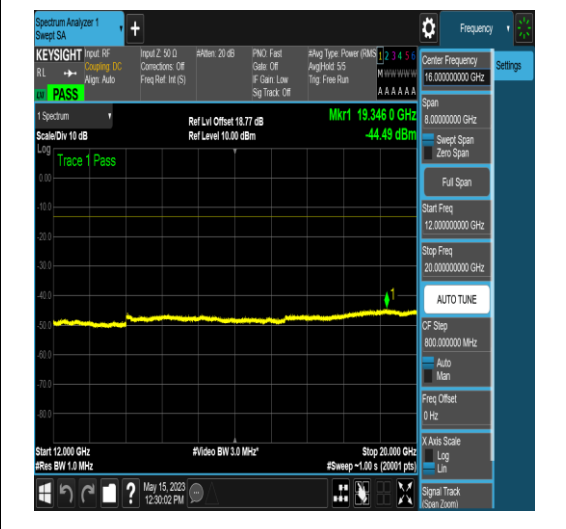 Spectrum Analyzer 1
Swept SA
Frequency
KEYSIGHT
RL
PASS
Input: RF
Coupling: DC
Align: Auto
Input Z: 50 Ω
Corrections: Off
Freq Ref: Int (S)
#Atten: 20 dB
PNO: Fast
Gate: Off
IF Gain: Low
Sig Track: Off
#Avg Type: Power (RMS
Avg|Hold: 5/5
Trig: Free Run
1 2 3 4 5 6
M w w w w w
A A A A A A
1 Spectrum
Scale/Div 10 dB
Ref Lvl Offset 18.77 dB
Ref Level 10.00 dBm
Mkr1 19.346 0 GHz
-44.49 dBm
Log
Trace 1 Pass
0.00
-10.0
-20.0
-30.0
-40.0
-50.0
-60.0
-70.0
-80.0
1
Start 12.000 GHz
#Res BW 1.0 MHz
#Video BW 3.0 MHz*
Stop 20.000 GHz
#Sweep ~1.00 s (20001 pts)
May 15, 2023
12:30:02 PM
Settings
Center Frequency
16.000000000 GHz
Span
8.00000000 GHz
Swept Span
Zero Span
Full Span
Start Freq
12.000000000 GHz
Stop Freq
20.000000000 GHz
AUTO TUNE
CF Step
800.000000 MHz
Auto
Man
Freq Offset
0 Hz
X Axis Scale
Log
Lin
Signal Track
(Span Zoom)